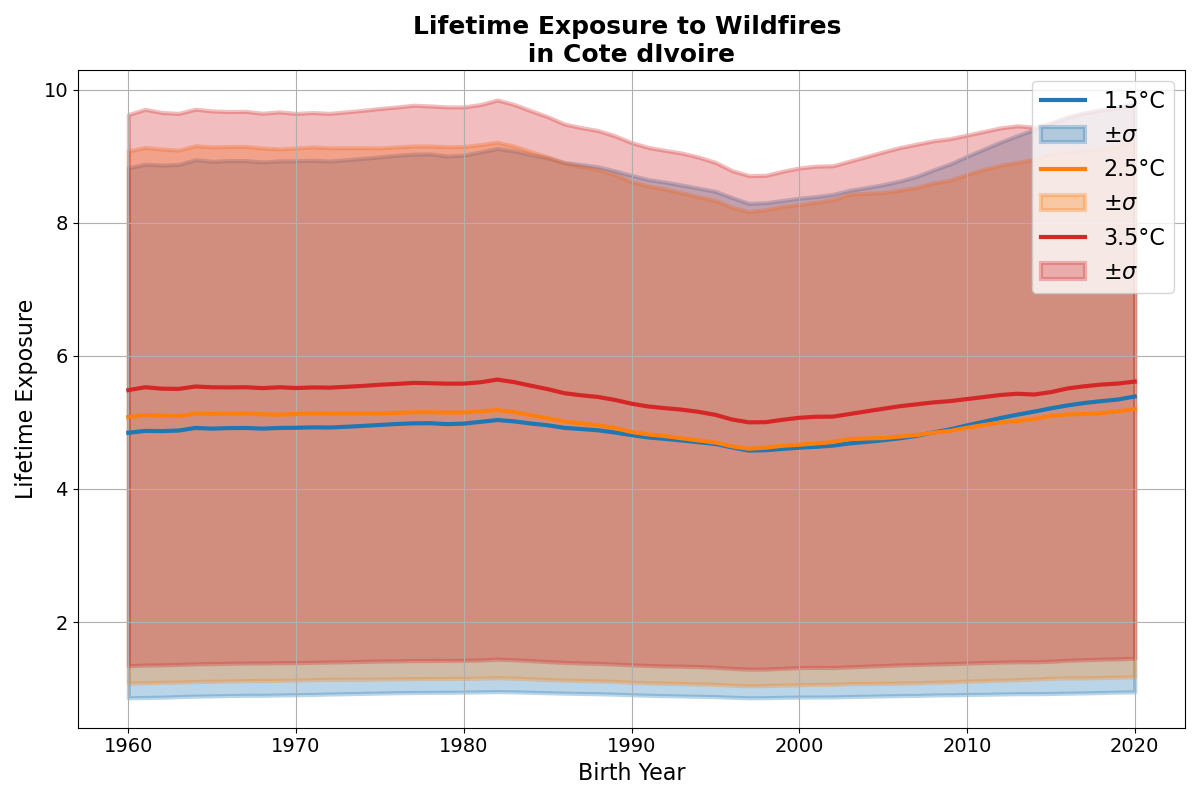 Lifetime Exposure to Wildfires
in Cote dIvoire
10
8
6
4
2
Lifetime Exposure
1960 1970 1980 1990 2000 2010 2020
Birth Year
1.5°C
±σ
2.5°C
±σ
3.5°C
±σ